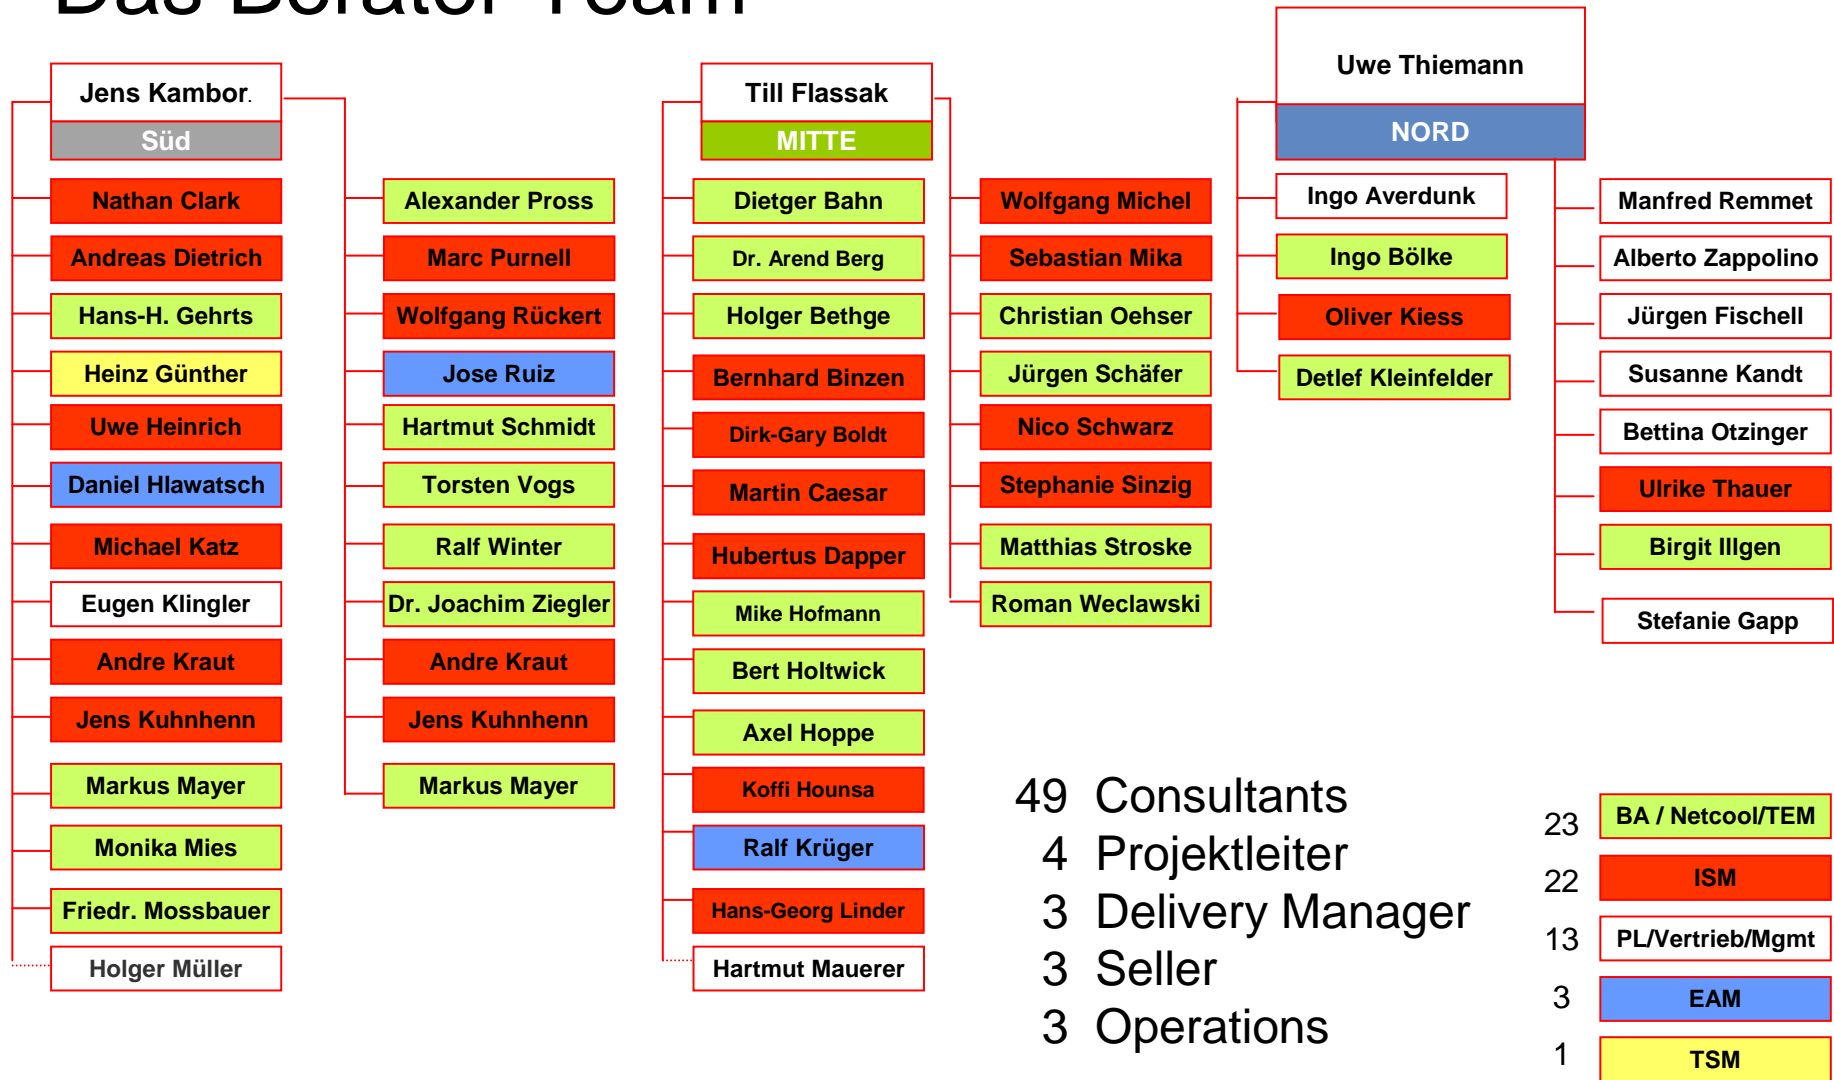 Das Berater Team
Jens Kambor.
Süd
Nathan Clark
Andreas Dietrich
Hans-H. Gehrts
Heinz Günther
Uwe Heinrich
Daniel Hlawatsch
Michael Katz
Eugen Klingler
Andre Kraut
Jens Kuhnhenn
Markus Mayer
Monika Mies
Friedr. Mossbauer
Holger Müller
Alexander Pross
Marc Purnell
Wolfgang Rückert
Jose Ruiz
Hartmut Schmidt
Torsten Vogs
Ralf Winter
Dr. Joachim Ziegler
Andre Kraut
Jens Kuhnhenn
Markus Mayer
Till Flassak
MITTE
Dietger Bahn
Dr. Arend Berg
Holger Bethge
Bernhard Binzen
Dirk-Gary Boldt
Martin Caesar
Hubertus Dapper
Mike Hofmann
Bert Holtwick
Axel Hoppe
Koffi Hounsa
Ralf Krüger
Hans-Georg Linder
Hartmut Mauerer
Wolfgang Michel
Sebastian Mika
Christian Oehser
Jürgen Schäfer
Nico Schwarz
Stephanie Sinzig
Matthias Stroske
Roman Weclawski
Uwe Thiemann
NORD
Ingo Averdunk
Ingo Bölke
Oliver Kiess
Detlef Kleinfelder
Manfred Remmet
Alberto Zappolino
Jürgen Fischell
Susanne Kandt
Bettina Otzinger
Ulrike Thauer
Birgit Illgen
Stefanie Gapp
49 Consultants
4 Projektleiter
3 Delivery Manager
3 Seller
3 Operations
23 BA / Netcool/TEM
22 ISM
13 PL/Vertrieb/Mgmt
3 EAM
1 TSM